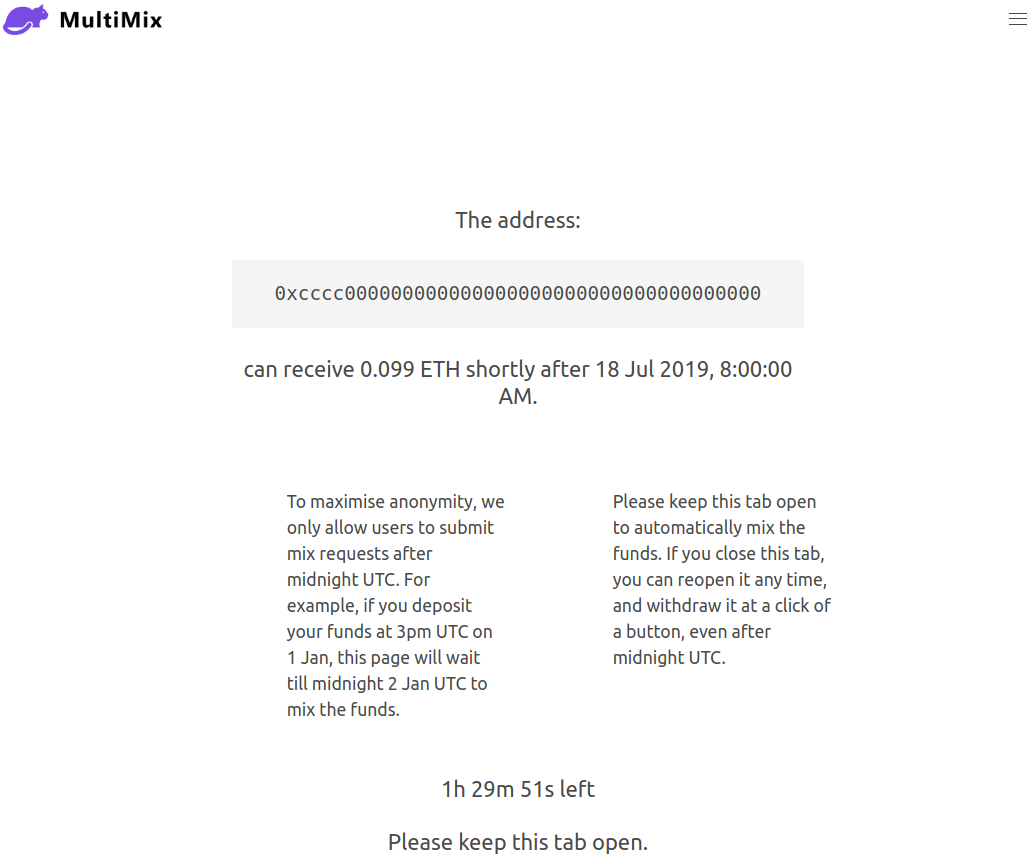 MultiMix
The address:
0xcccc000000000000000000000000000000000000
can receive 0.099 ETH shortly after 18 Jul 2019, 8:00:00
AM.
To maximise anonymity, we
only allow users to submit
mix requests after
midnight UTC. For
example, if you deposit
your funds at 3pm UTC on
1 Jan, this page will wait
till midnight 2 Jan UTC to
mix the funds.
Please keep this tab open
to automatically mix the
funds. If you close this tab,
you can reopen it any time,
and withdraw it at a click of
a button, even after
midnight UTC.
1h 29m 51s left
Please keep this tab open.